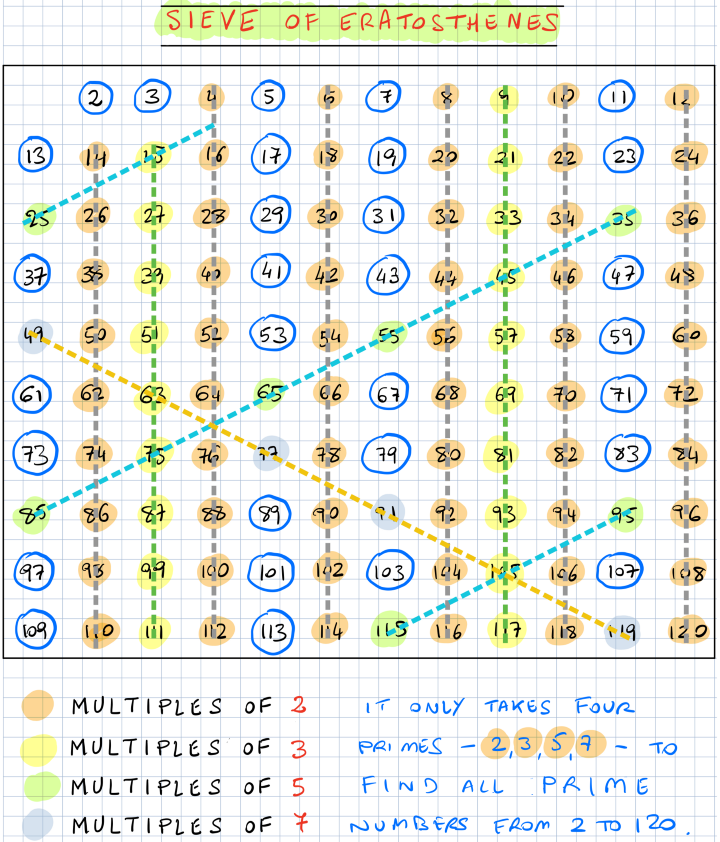 SIEVE OF ERATOSTHENES
2 3 4 5 6 7 8 9 10 11 12
13 14 15 16 17 18 19 20 21 22 23 24
25 26 27 28 29 30 31 32 33 34 35 36
37 38 39 40 41 42 43 44 45 46 47 48
49 50 51 52 53 54 55 56 57 58 59 60
61 62 63 64 65 66 67 68 69 70 71 72
73 74 75 76 77 78 79 80 81 82 83 84
85 86 87 88 89 90 91 92 93 94 95 96
97 98 99 100 101 102 103 104 105 106 107 108
109 110 111 112 113 114 115 116 117 118 119 120
MULTIPLES OF 2
MULTIPLES OF 3
MULTIPLES OF 5
MULTIPLES OF 7
IT ONLY TAKES FOUR
PRIMES - 2, 3, 5, 7 - TO
FIND ALL PRIME
NUMBERS FROM 2 TO 120.